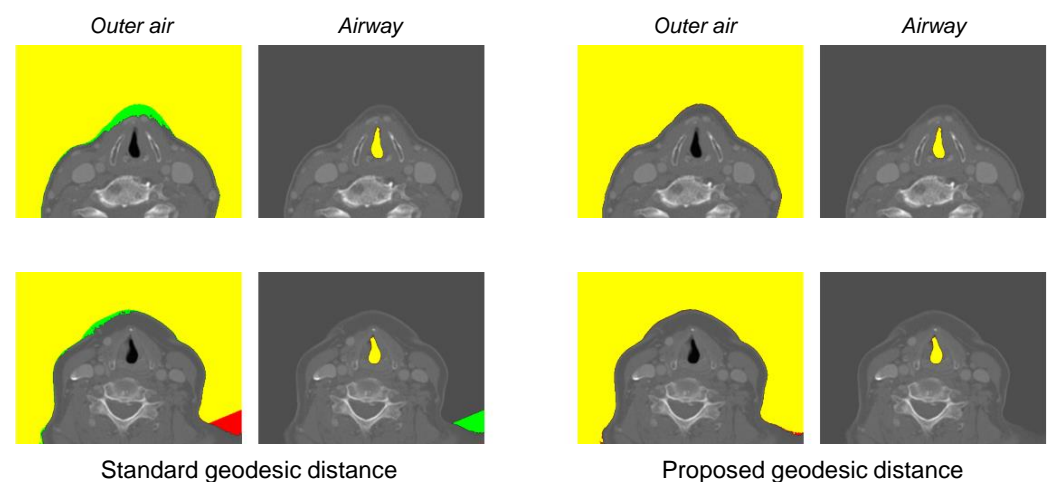 Outer air
Airway
Outer air
Airway
Standard geodesic distance
Proposed geodesic distance